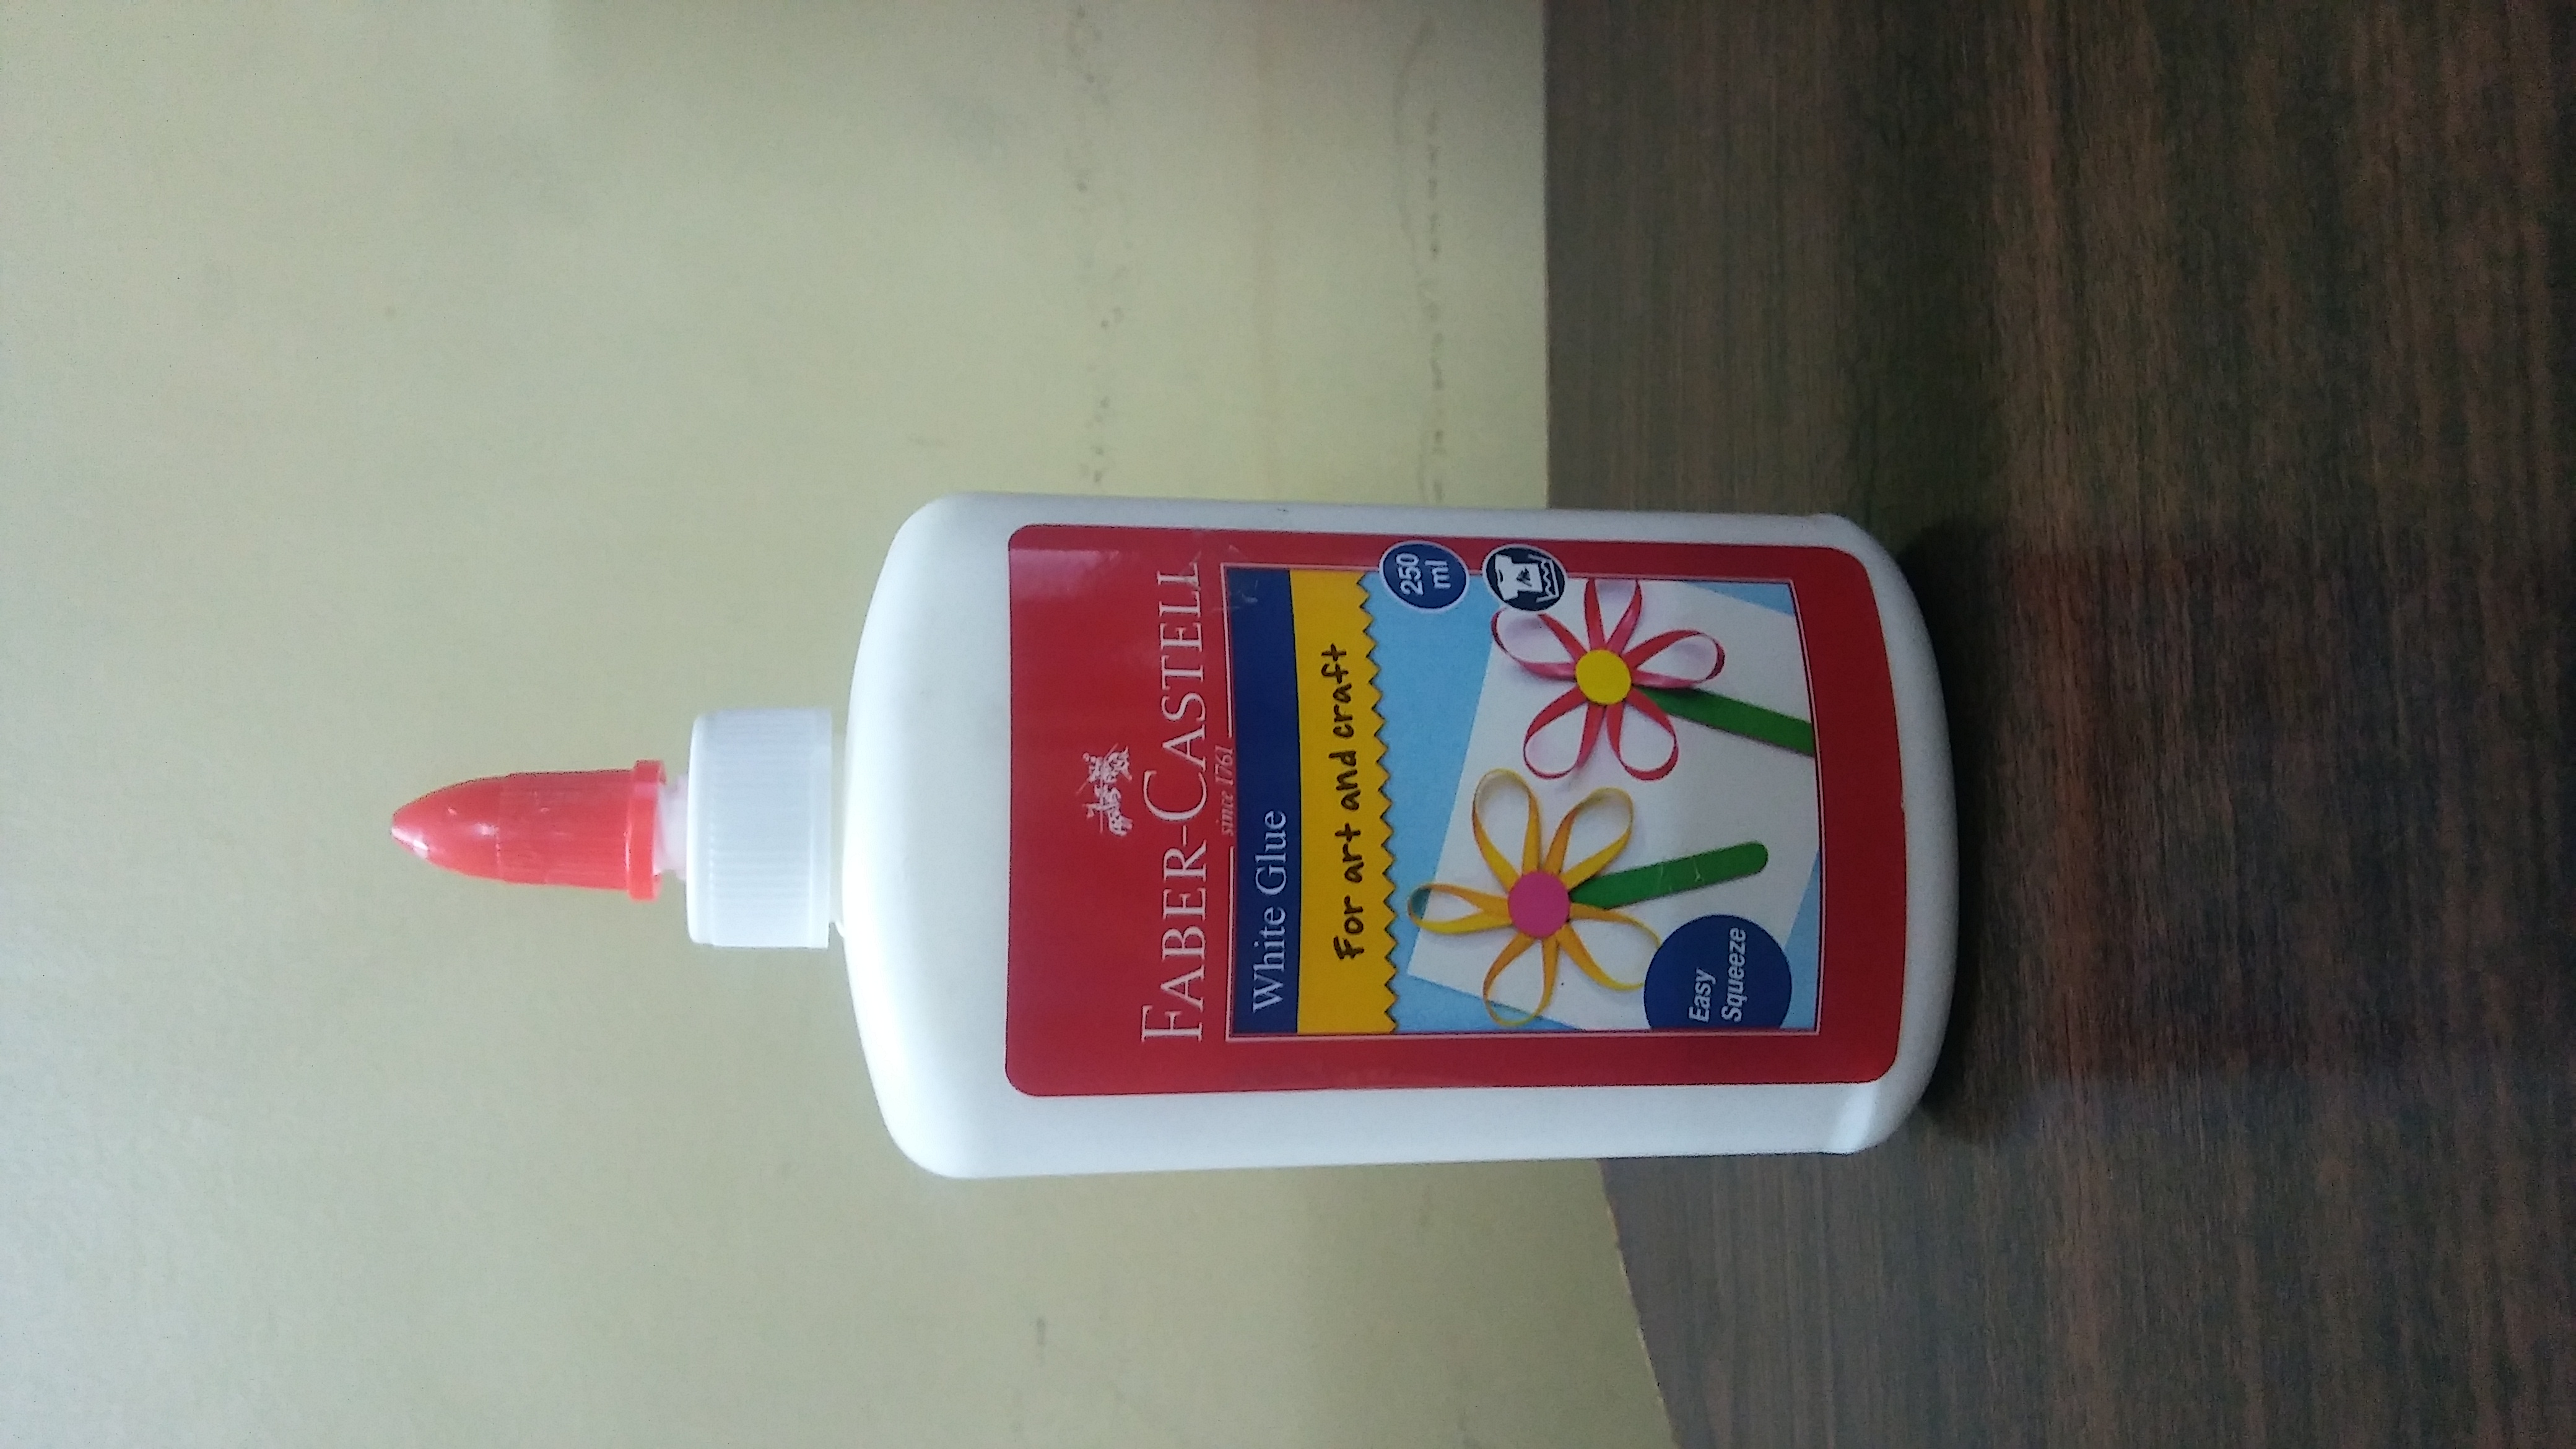 FABER-CASTELL
since 1761
White Glue
For art and craft
250
ml
Easy
Squeeze